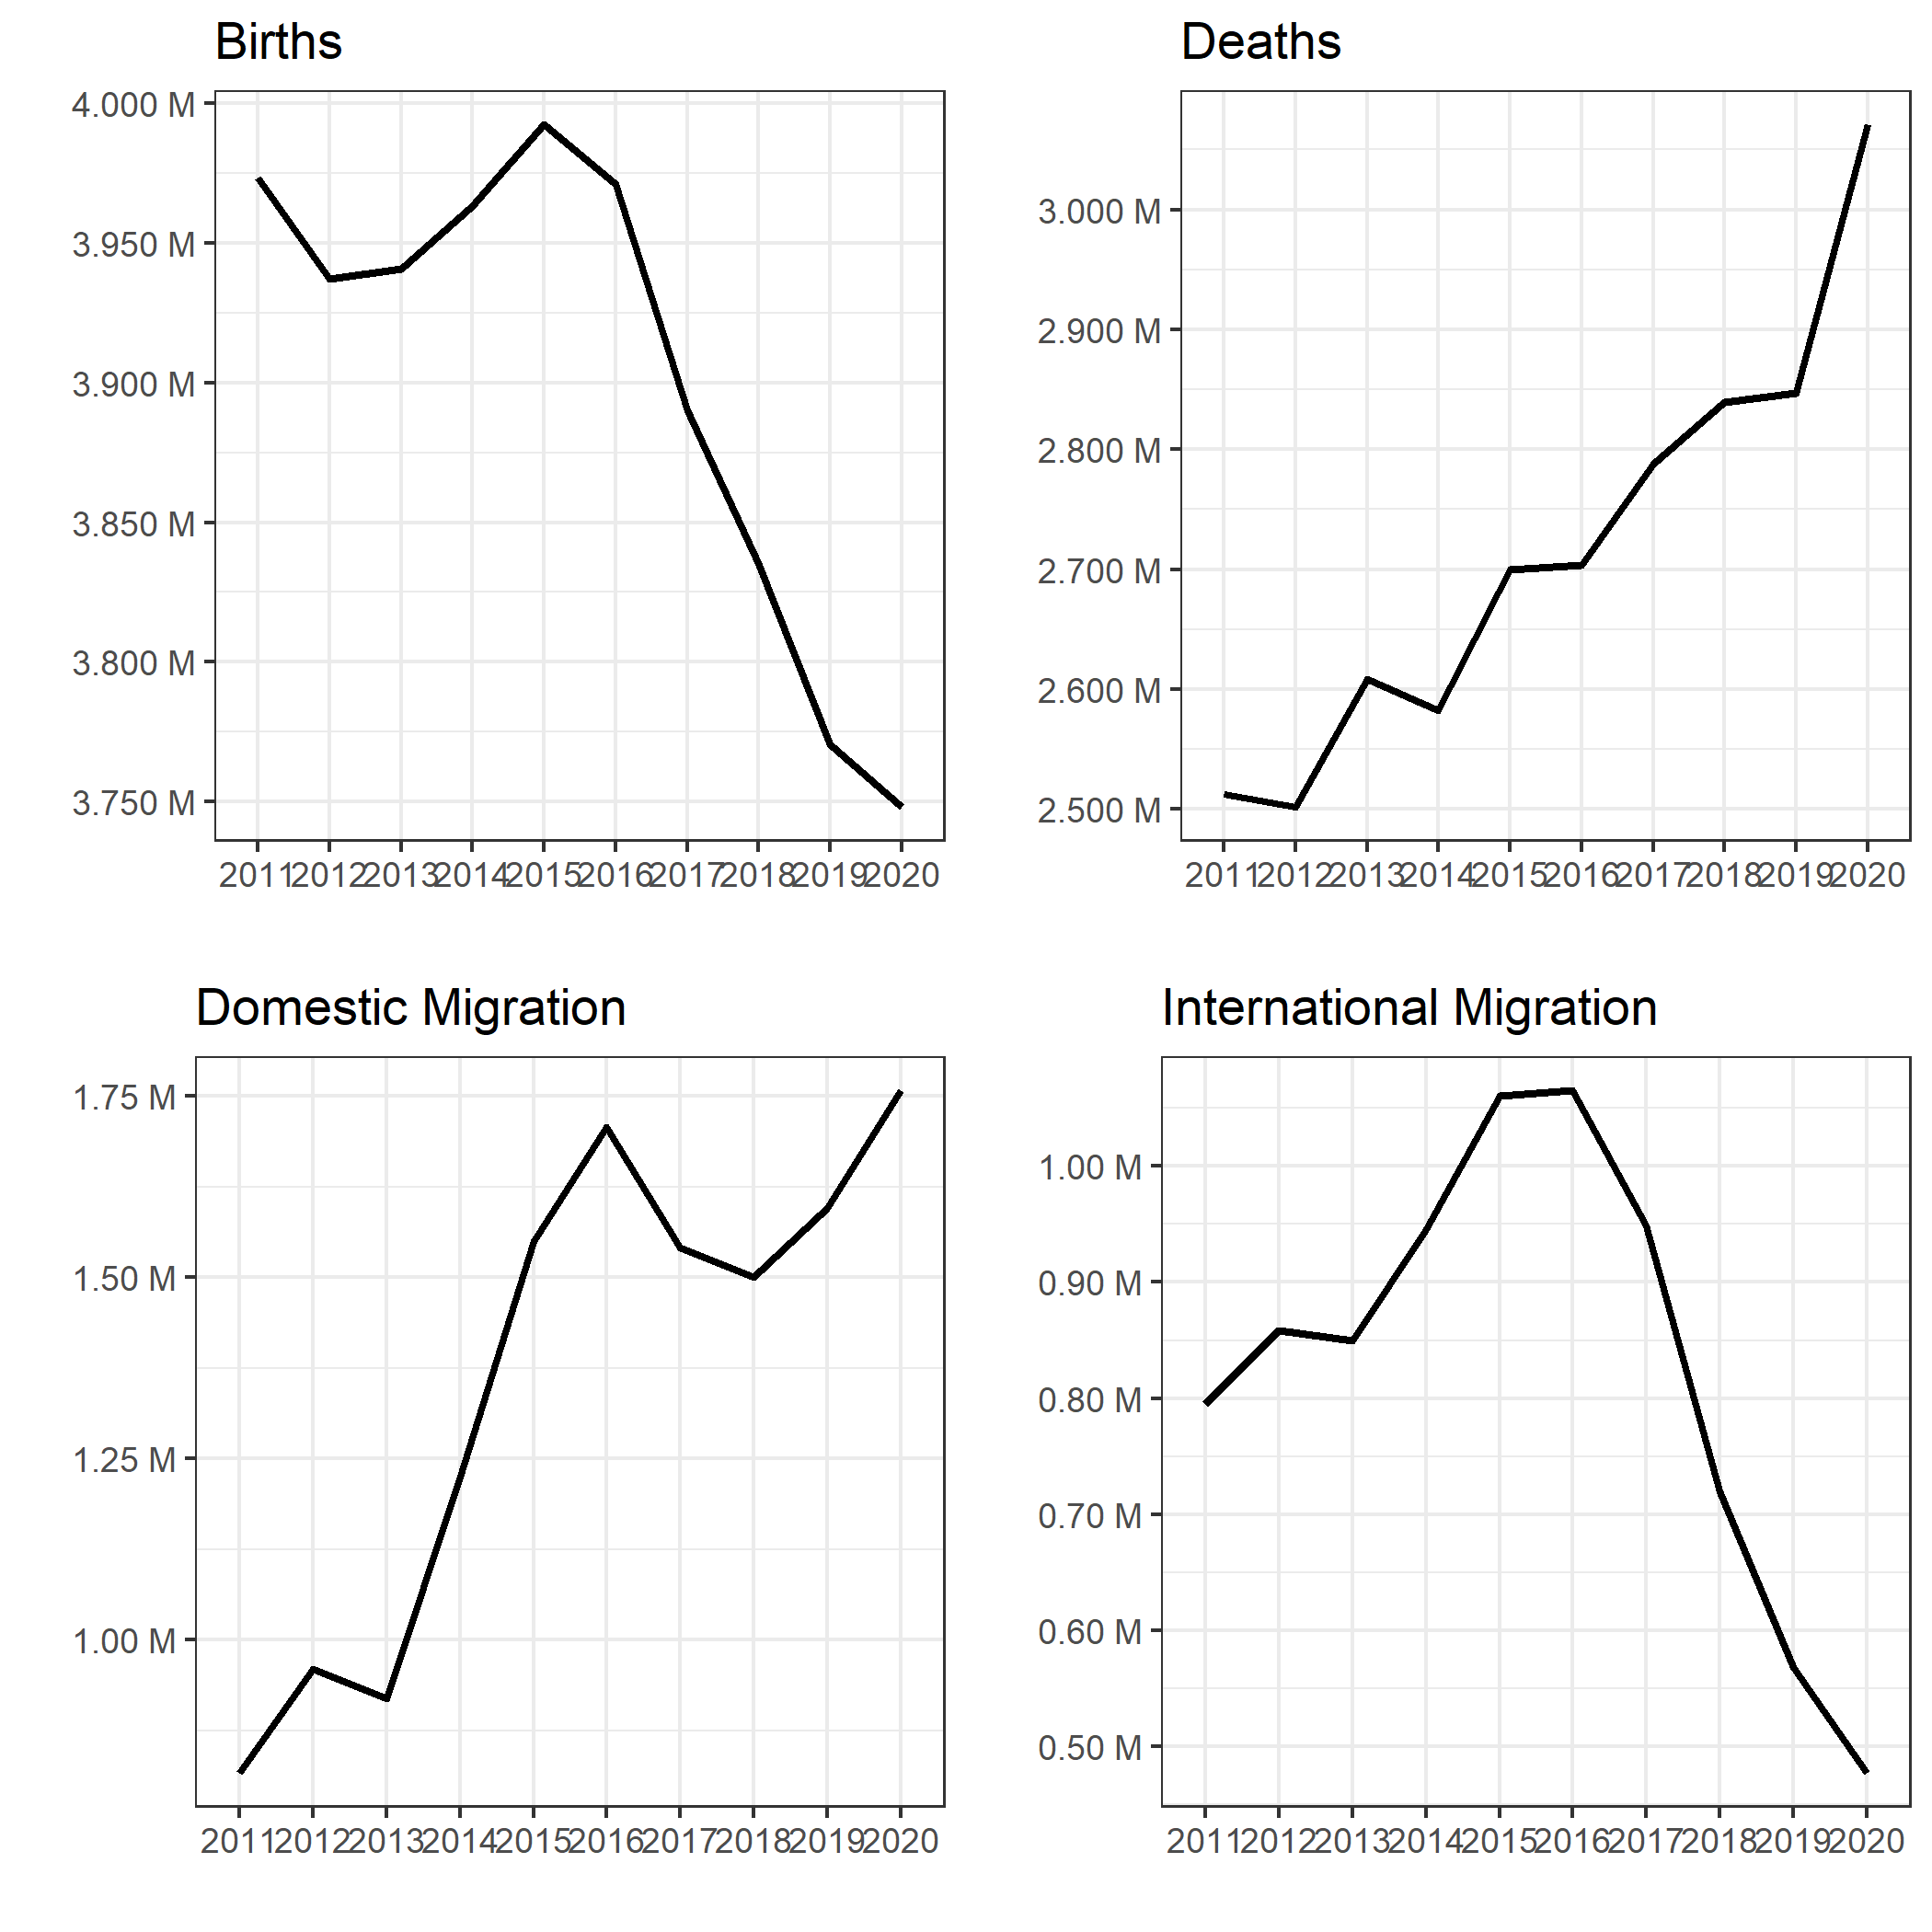 Births
4.000 M
3.950 M
3.900 M
3.850 M
3.800 M
3.750 M
2011 2012 2013 2014 2015 2016 2017 2018 2019 2020
Deaths
3.000 M
2.900 M
2.800 M
2.700 M
2.600 M
2.500 M
2011 2012 2013 2014 2015 2016 2017 2018 2019 2020
Domestic Migration
1.75 M
1.50 M
1.25 M
1.00 M
2011 2012 2013 2014 2015 2016 2017 2018 2019 2020
International Migration
1.00 M
0.90 M
0.80 M
0.70 M
0.60 M
0.50 M
2011 2012 2013 2014 2015 2016 2017 2018 2019 2020